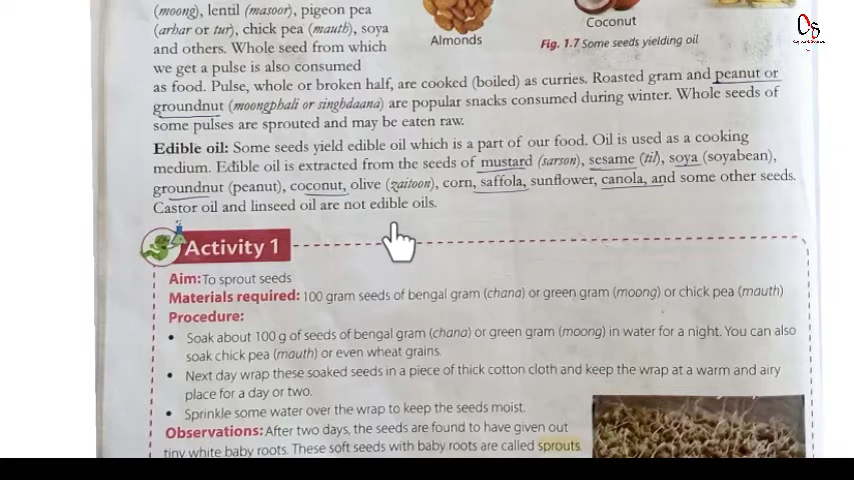 (moong), lentil (masoor), pigeon pea
(arhar or tur), chick pea (mauth), soya
and others. Whole seed from which
we get a pulse is also consumed
Almonds
Coconut
Fig. 1.7 Some seeds yielding oil
as food. Pulse, whole or broken half, are cooked (boiled) as curries. Roasted gram and peanut or
groundnut (moongphali or singhdaana) are popular snacks consumed during winter. Whole seeds of
some pulses are sprouted and may be eaten raw.
Edible oil: Some seeds yield edible oil which is a part of our food. Oil is used as a cooking
medium. Edible oil is extracted from the seeds of mustard (sarson), sesame (til), soya (soyabean),
groundnut (peanut), coconut, olive (zaitoon), corn, saffola, sunflower, canola, and some other seeds.
Castor oil and linseed oil are not edible oils.
Activity 1
Aim: To sprout seeds
Materials required: 100 gram seeds of bengal gram (chana) or green gram (moong) or chick pea (mauth)
Procedure:
• Soak about 100 g of seeds of bengal gram (chana) or green gram (moong) in water for a night. You can also
soak chick pea (mauth) or even wheat grains.
• Next day wrap these soaked seeds in a piece of thick cotton cloth and keep the wrap at a warm and airy
place for a day or two.
• Sprinkle some water over the wrap to keep the seeds moist.
Observations: After two days, the seeds are found to have given out
tiny white baby roots. These soft seeds with baby roots are called sprouts.